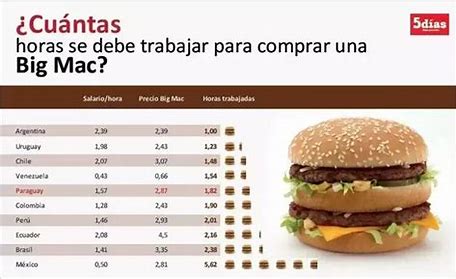 ¿Cuántas
horas se debe trabajar para comprar una
Big Mac?
5días
Salario/hora Precio Big Mac Horas trabajadas
Argentina 2,39 2,39 1,00
Uruguay 1,98 2,43 1,23
Chile 2,07 3,07 1,48
Venezuela 0,43 0,66 1,54
Paraguay 1,57 2,87 1,82
Colombia 1,28 2,43 1,90
Perú 1,46 2,93 2,01
Ecuador 2,08 4,5 2,16
Brasil 1,41 3,35 2,38
México 0,50 2,81 5,62